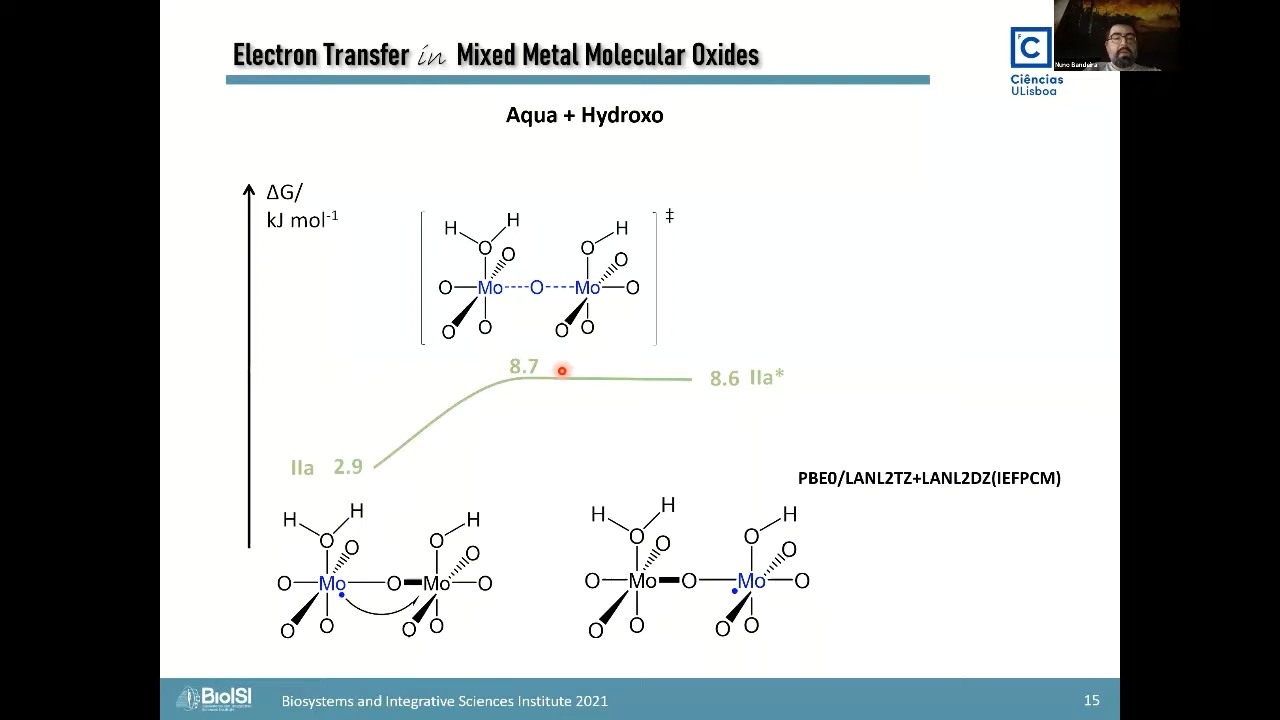 Electron Transfer in Mixed Metal Molecular Oxides
F
C
Ciências
ULisboa
Nuno Bandeira
Aqua + Hydroxo
ΔG/
kJ mol⁻¹
‡
H H H
O O O O
O Mo O Mo O
O O O O
8.7
8.6 IIa*
IIa 2.9
PBE0/LANL2TZ+LANL2DZ(IEFPCM)
H H H
O O O O
O Mo O Mo O
O O O O
H H H
O O O O
O Mo O Mo O
O O O O
BioISI
Biosystems and Integrative Sciences Institute 2021
15